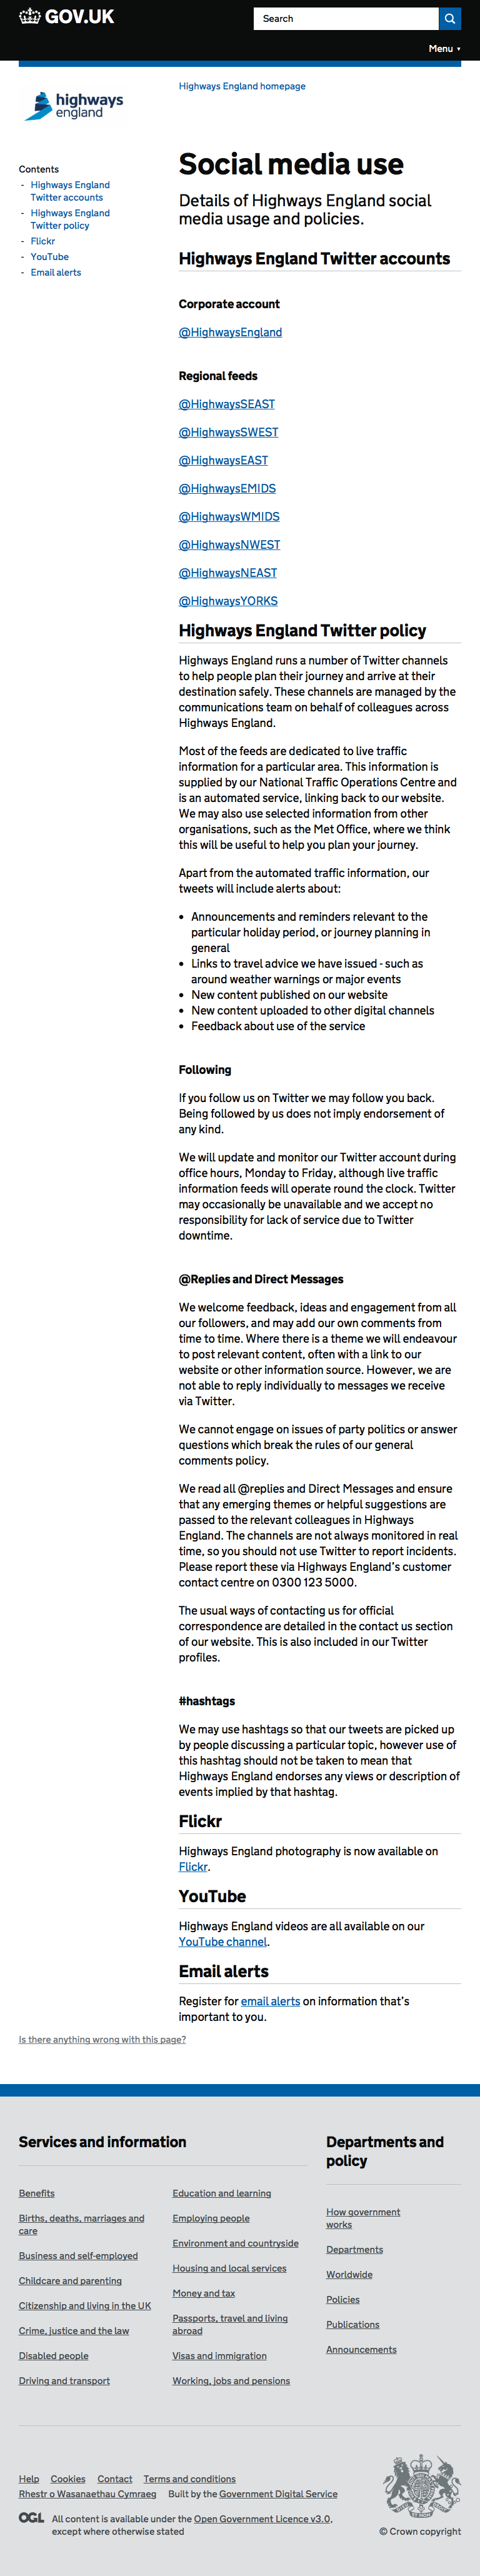 GOV.UK
Search
Menu ▾
highways
england
Highways England homepage
Contents
- Highways England
Twitter accounts
- Highways England
Twitter policy
- Flickr
- YouTube
- Email alerts
Social media use
Details of Highways England social
media usage and policies.
Highways England Twitter accounts
Corporate account
@HighwaysEngland
Regional feeds
@HighwaysSEAST
@HighwaysSWEST
@HighwaysEAST
@HighwaysEMIDS
@HighwaysWMIDS
@HighwaysNWEST
@HighwaysNEAST
@HighwaysYORKS
Highways England Twitter policy
Highways England runs a number of Twitter channels
to help people plan their journey and arrive at their
destination safely. These channels are managed by the
communications team on behalf of colleagues across
Highways England.
Most of the feeds are dedicated to live traffic
information for a particular area. This information is
supplied by our National Traffic Operations Centre and
is an automated service, linking back to our website.
We may also use selected information from other
organisations, such as the Met Office, where we think
this will be useful to help you plan your journey.
Apart from the automated traffic information, our
tweets will include alerts about:
• Announcements and reminders relevant to the
particular holiday period, or journey planning in
general
• Links to travel advice we have issued - such as
around weather warnings or major events
• New content published on our website
• New content uploaded to other digital channels
• Feedback about use of the service
Following
If you follow us on Twitter we may follow you back.
Being followed by us does not imply endorsement of
any kind.
We will update and monitor our Twitter account during
office hours, Monday to Friday, although live traffic
information feeds will operate round the clock. Twitter
may occasionally be unavailable and we accept no
responsibility for lack of service due to Twitter
downtime.
@Replies and Direct Messages
We welcome feedback, ideas and engagement from all
our followers, and may add our own comments from
time to time. Where there is a theme we will endeavour
to post relevant content, often with a link to our
website or other information source. However, we are
not able to reply individually to messages we receive
via Twitter.
We cannot engage on issues of party politics or answer
questions which break the rules of our general
comments policy.
We read all @replies and Direct Messages and ensure
that any emerging themes or helpful suggestions are
passed to the relevant colleagues in Highways
England. The channels are not always monitored in real
time, so you should not use Twitter to report incidents.
Please report these via Highways England's customer
contact centre on 0300 123 5000.
The usual ways of contacting us for official
correspondence are detailed in the contact us section
of our website. This is also included in our Twitter
profiles.
#hashtags
We may use hashtags so that our tweets are picked up
by people discussing a particular topic, however use of
this hashtag should not be taken to mean that
Highways England endorses any views or description of
events implied by that hashtag.
Flickr
Highways England photography is now available on
Flickr.
YouTube
Highways England videos are all available on our
YouTube channel.
Email alerts
Register for email alerts on information that's
important to you.
Is there anything wrong with this page?
Services and information
Benefits
Births, deaths, marriages and
care
Business and self-employed
Childcare and parenting
Citizenship and living in the UK
Crime, justice and the law
Disabled people
Driving and transport
Education and learning
Employing people
Environment and countryside
Housing and local services
Money and tax
Passports, travel and living
abroad
Visas and immigration
Working, jobs and pensions
Departments and
policy
How government
works
Departments
Worldwide
Policies
Publications
Announcements
Help Cookies Contact Terms and conditions
Rhestr o Wasanaethau Cymraeg Built by the Government Digital Service
OGL All content is available under the Open Government Licence v3.0,
except where otherwise stated
© Crown copyright